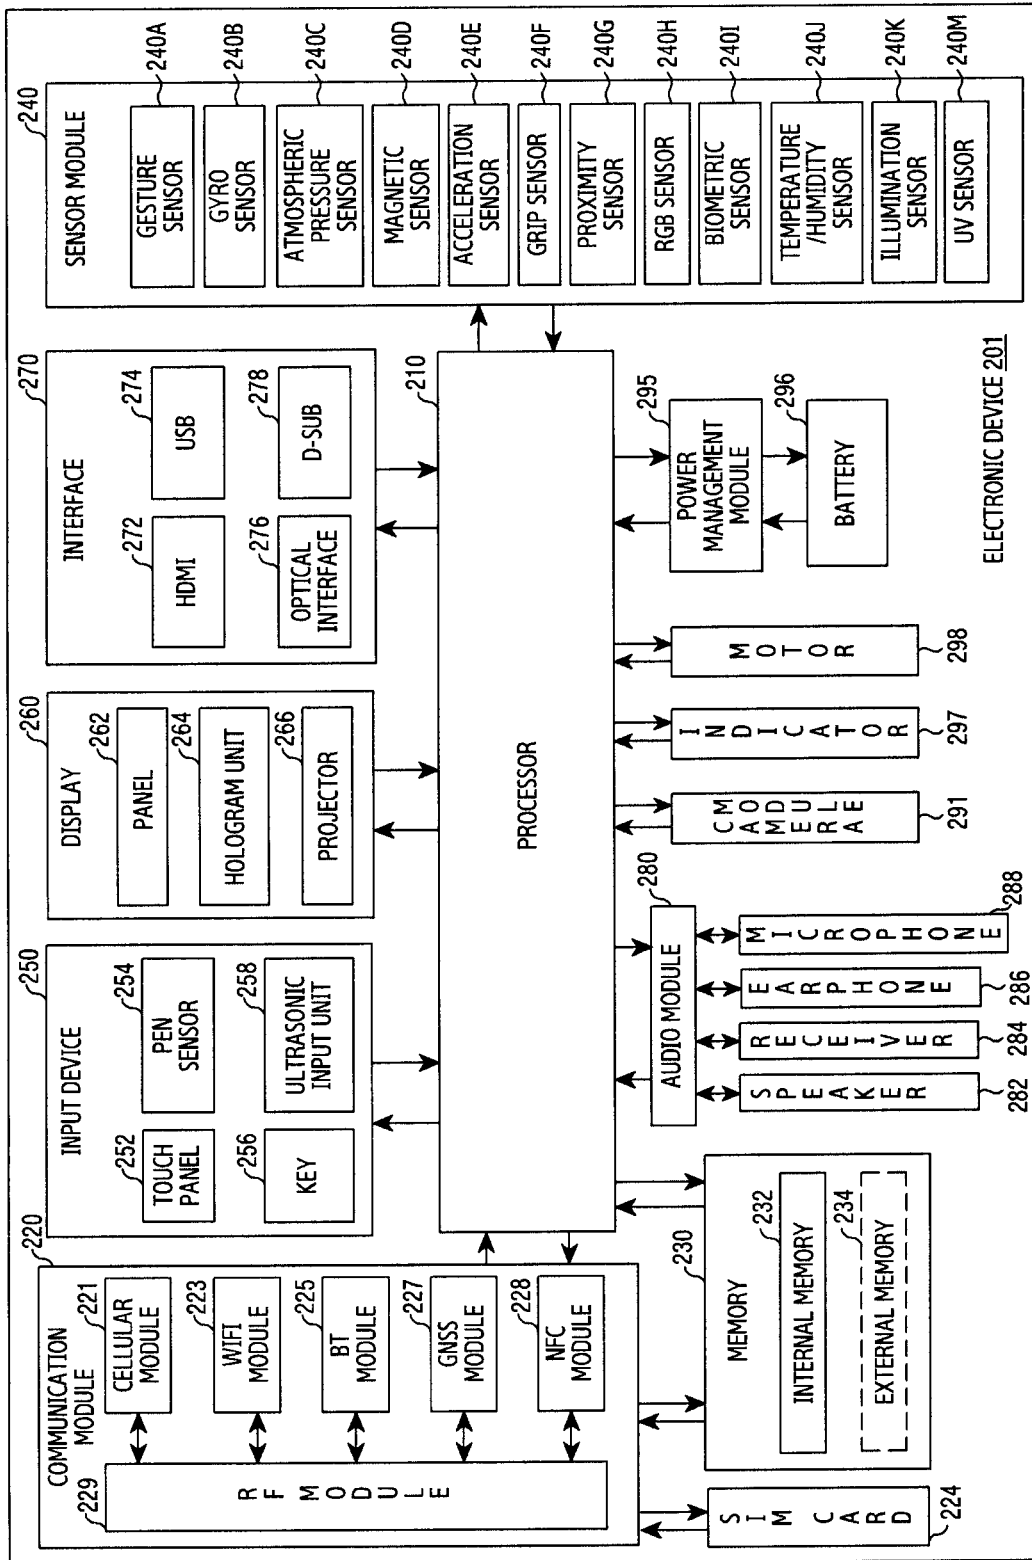 COMMUNICATION
MODULE
220
229
RF MODULE
221
CELLULAR
MODULE
223
WIFI
MODULE
225
BT
MODULE
227
GNSS
MODULE
228
NFC
MODULE
INPUT DEVICE
250
252
TOUCH
PANEL
254
PEN
SENSOR
256
KEY
258
ULTRASONIC
INPUT UNIT
DISPLAY
260
262
PANEL
264
HOLOGRAM UNIT
266
PROJECTOR
INTERFACE
270
272
HDMI
274
USB
276
OPTICAL
INTERFACE
278
D-SUB
SENSOR MODULE
240
GESTURE
SENSOR
240A
GYRO
SENSOR
240B
ATMOSPHERIC
PRESSURE
SENSOR
240C
MAGNETIC
SENSOR
240D
ACCELERATION
SENSOR
240E
GRIP SENSOR
240F
PROXIMITY
SENSOR
240G
RGB SENSOR
240H
BIOMETRIC
SENSOR
240I
TEMPERATURE
/HUMIDITY
SENSOR
240J
ILLUMINATION
SENSOR
240K
UV SENSOR
240M
PROCESSOR
210
SIM CARD
224
MEMORY
230
INTERNAL MEMORY
232
EXTERNAL MEMORY
234
AUDIO MODULE
280
SPEAKER
282
RECEIVER
284
EARPHONE
286
MICROPHONE
288
CAMERA
MODULE
291
INDICATOR
297
MOTOR
298
POWER
MANAGEMENT
MODULE
295
BATTERY
296
ELECTRONIC DEVICE 201